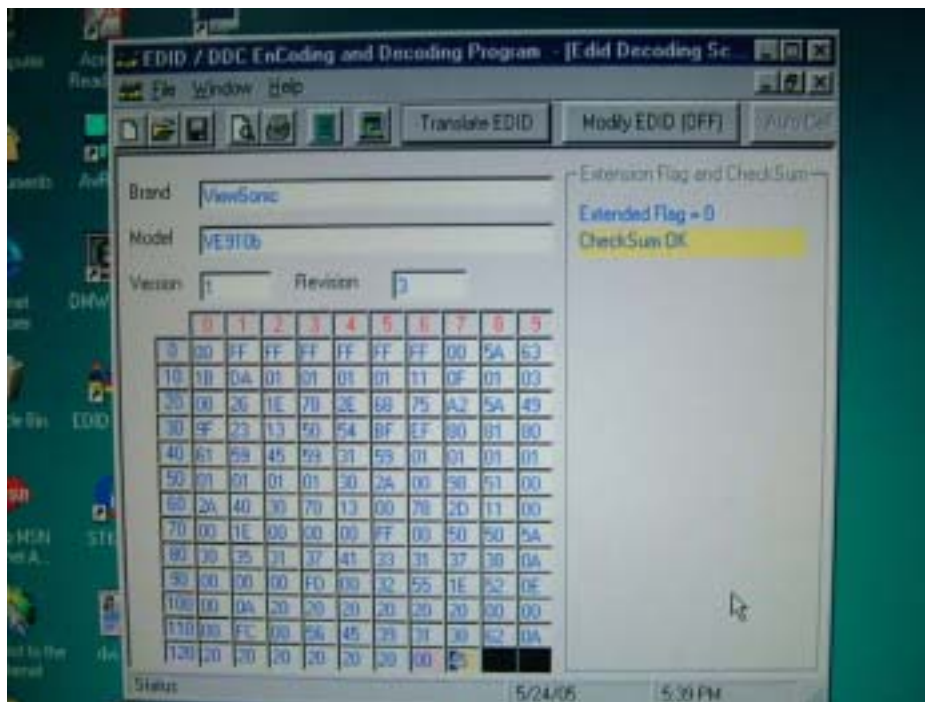 EDID / DDC EnCoding and Decoding Program - [Edid Decoding Sc
File Window Help
Translate EDID Modify EDID (OFF)
Extension Flag and CheckSum
Brand ViewSonic
Extended Flag = 0
Model VE910b
CheckSum OK
Version 1 Revision 3
0 1 2 3 4 5 6 7 8 9
0 00 FF FF FF FF FF FF 00 5A 63
10 1B DA 01 01 01 01 11 0F 01 03
20 08 26 1E 78 2E 68 75 A2 5A 49
30 9F 23 13 50 54 BF EF 80 81 80
40 61 59 45 59 31 59 01 01 01 01
50 01 01 01 01 30 2A 00 98 51 00
60 2A 40 30 70 13 00 78 2D 11 00
70 00 1E 00 00 00 FF 00 50 50 5A
80 30 35 31 37 41 33 31 37 38 0A
90 00 00 00 FD 00 32 55 1E 52 0E
100 00 0A 20 20 20 20 20 20 00 00
110 00 FC 00 56 45 39 31 30 62 0A
120 20 20 20 20 20 20 00
Status 5/24/05 5:39 PM
EDID